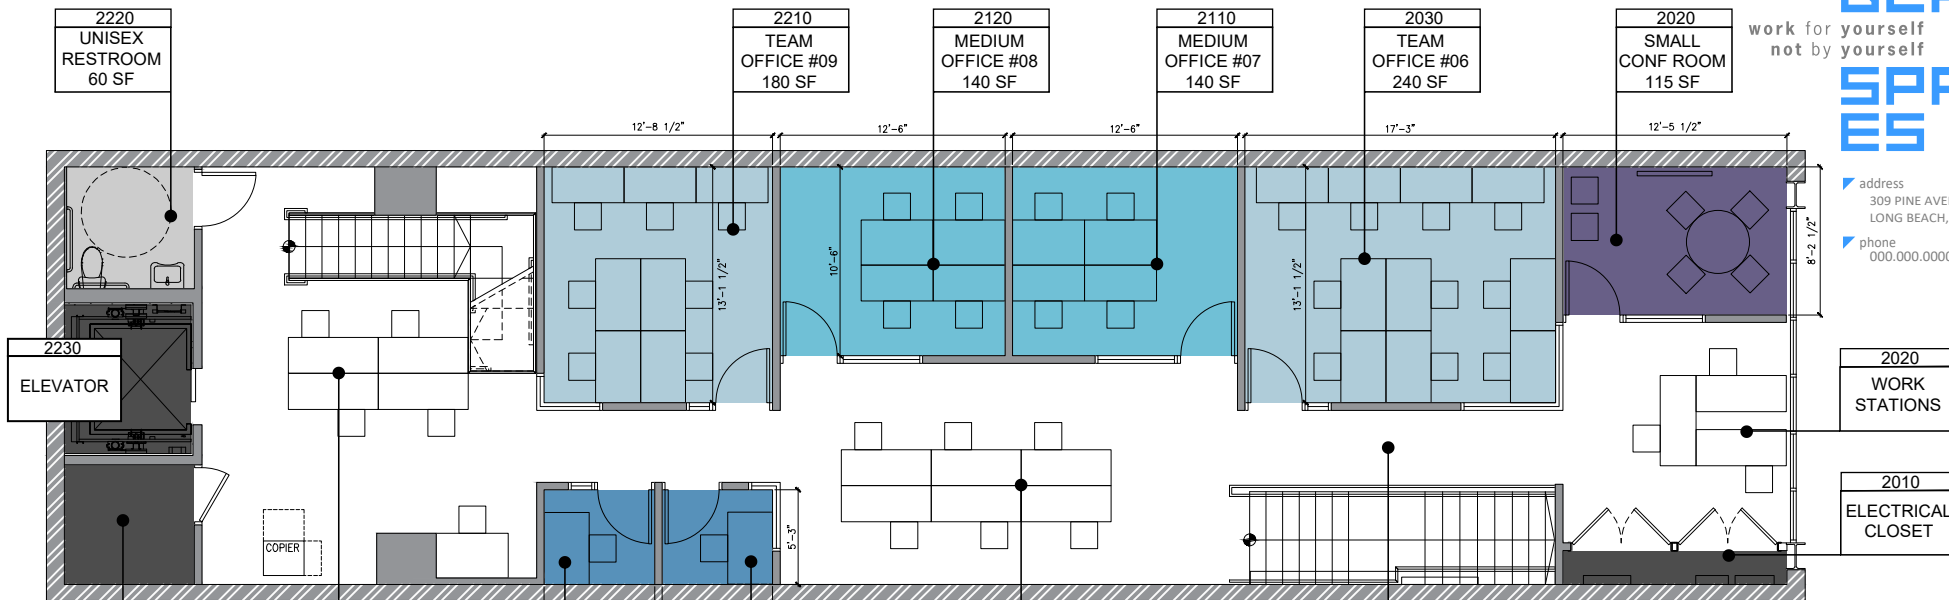 2220
UNISEX
RESTROOM
60 SF
2210
TEAM
OFFICE #09
180 SF
2120
MEDIUM
OFFICE #08
140 SF
2110
MEDIUM
OFFICE #07
140 SF
2030
TEAM
OFFICE #06
240 SF
2020
SMALL
CONF ROOM
115 SF
work for yourself
not by yourself
SPP
ES
address
309 PINE AVE
LONG BEACH,
phone
000.000.0000
12'-8 1/2"
12'-6"
12'-6"
17'-3"
12'-5 1/2"
13'-1 1/2"
10'-6"
13'-1 1/2"
8'-2 1/2"
2230
ELEVATOR
2020
WORK
STATIONS
2010
ELECTRICAL
CLOSET
COPIER
5'-3"